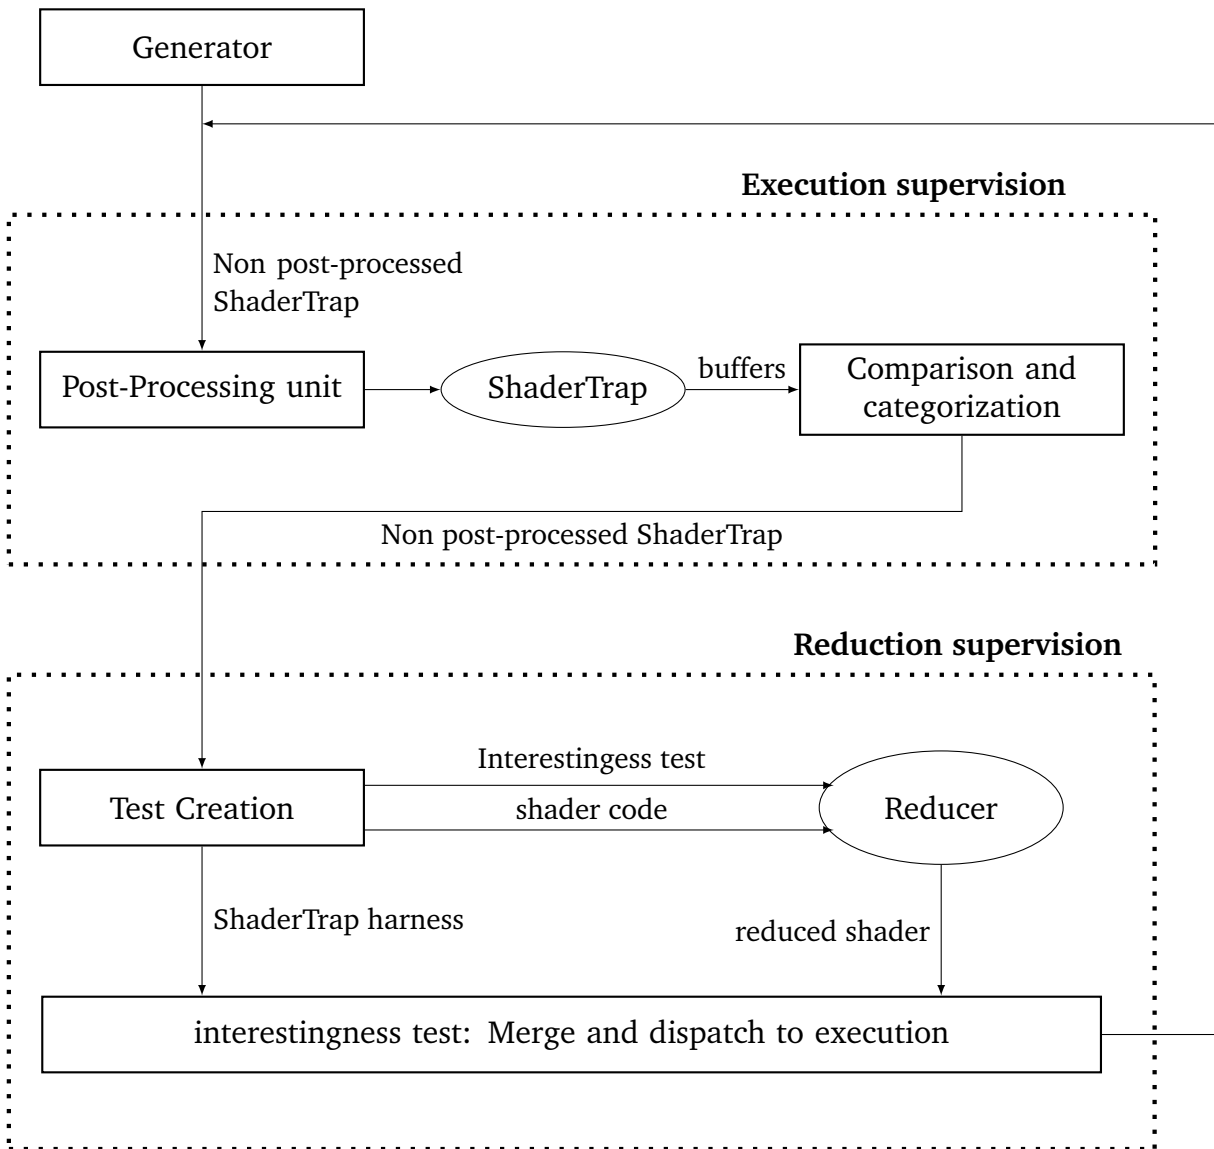 Generator
Execution supervision
Non post-processed
ShaderTrap
Post-Processing unit
ShaderTrap
buffers
Comparison and
categorization
Non post-processed ShaderTrap
Reduction supervision
Interestingess test
Test Creation
shader code
Reducer
ShaderTrap harness
reduced shader
interestingness test: Merge and dispatch to execution